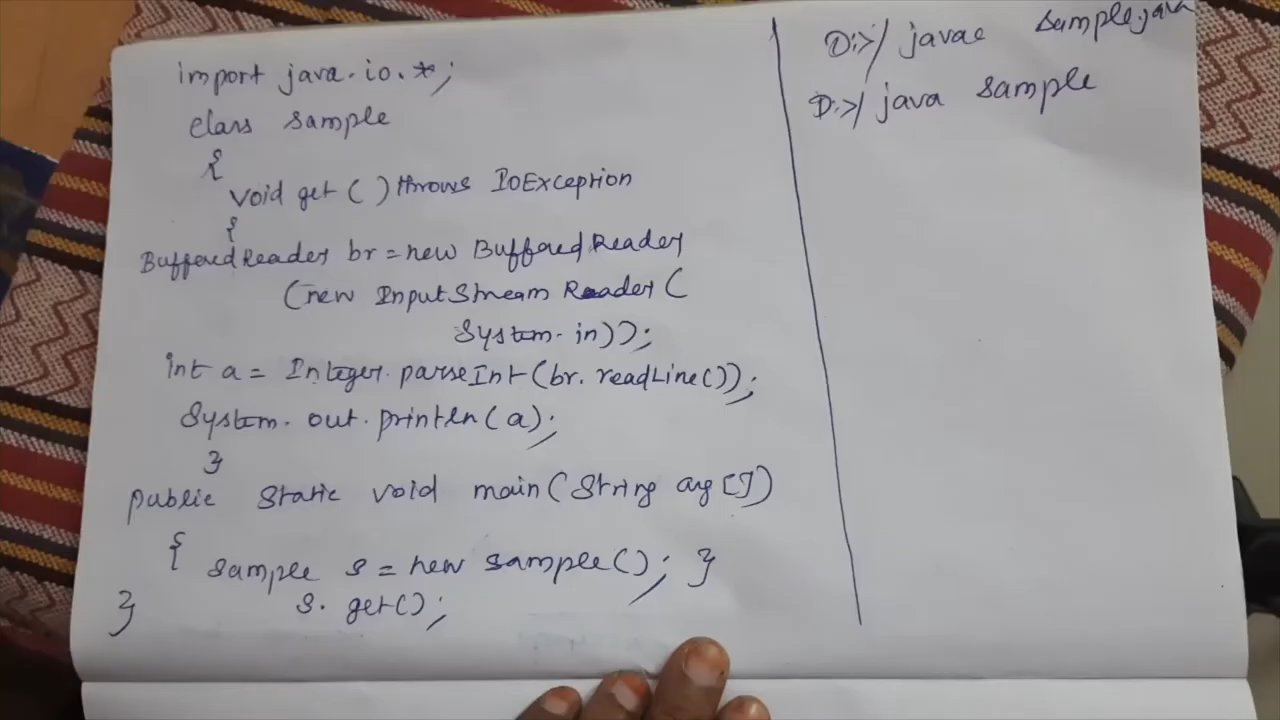 import java.io.*;
class sample
{
void get ( ) throws IOException
{
BufferedReader br = new BufferedReader
(new InputStream Reader (
System.in));
int a = Integer.parseInt(br.readLine());
System.out.println(a);
}
public static void main(String arg[])
{ sample s = new sample(); }
s.get();
}
D:>/ javac sample.java
D:>/ java sample